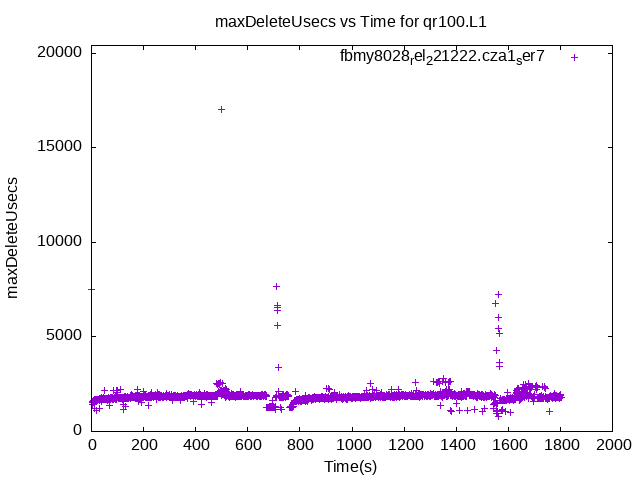 maxDeleteUsecs vs Time for qr100.L1
fbmy8028rel221222.cza1ser7
20000
15000
10000
5000
0
maxDeleteUsecs
0 200 400 600 800 1000 1200 1400 1600 1800 2000
Time(s)